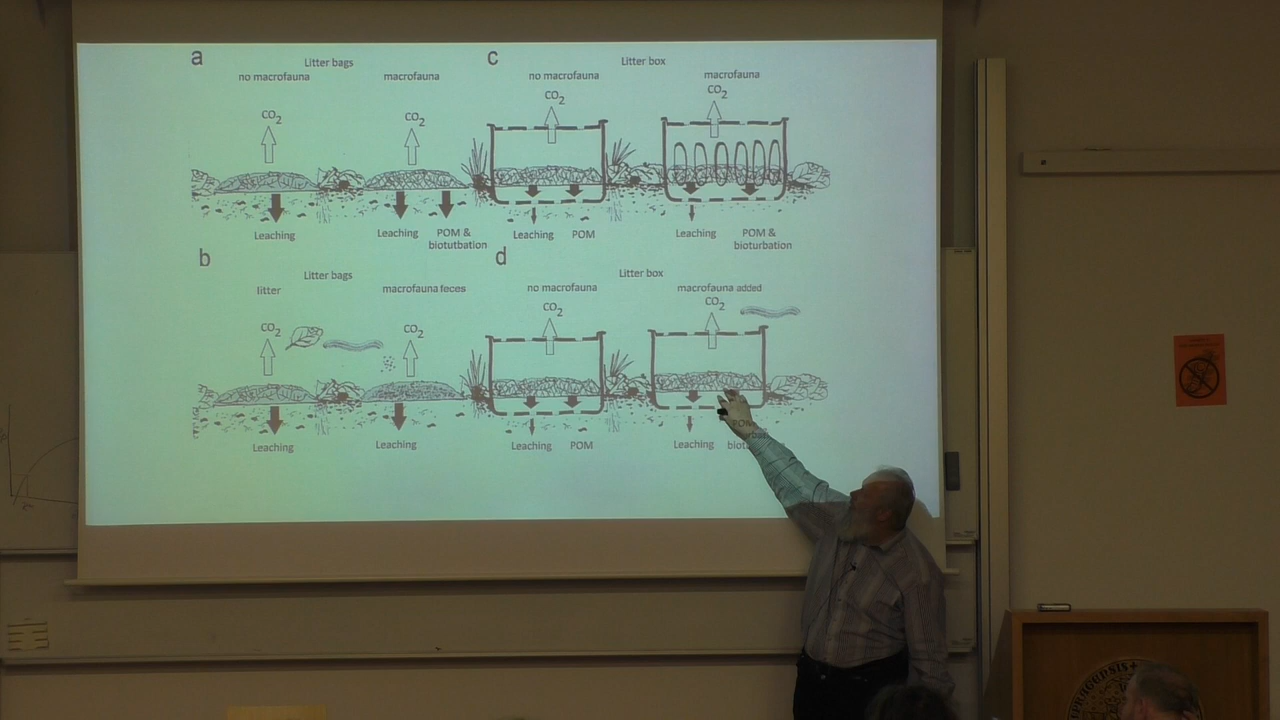 a
Litter bags
no macrofauna
macrofauna
CO2
CO2
Leaching
Leaching
POM &
biotutbation
c
Litter box
no macrofauna
macrofauna
CO2
CO2
Leaching
POM
Leaching
POM &
bioturbation
b
Litter bags
litter
macrofauna feces
CO2
CO2
Leaching
Leaching
d
Litter box
no macrofauna
macrofauna added
CO2
CO2
Leaching
POM
Leaching